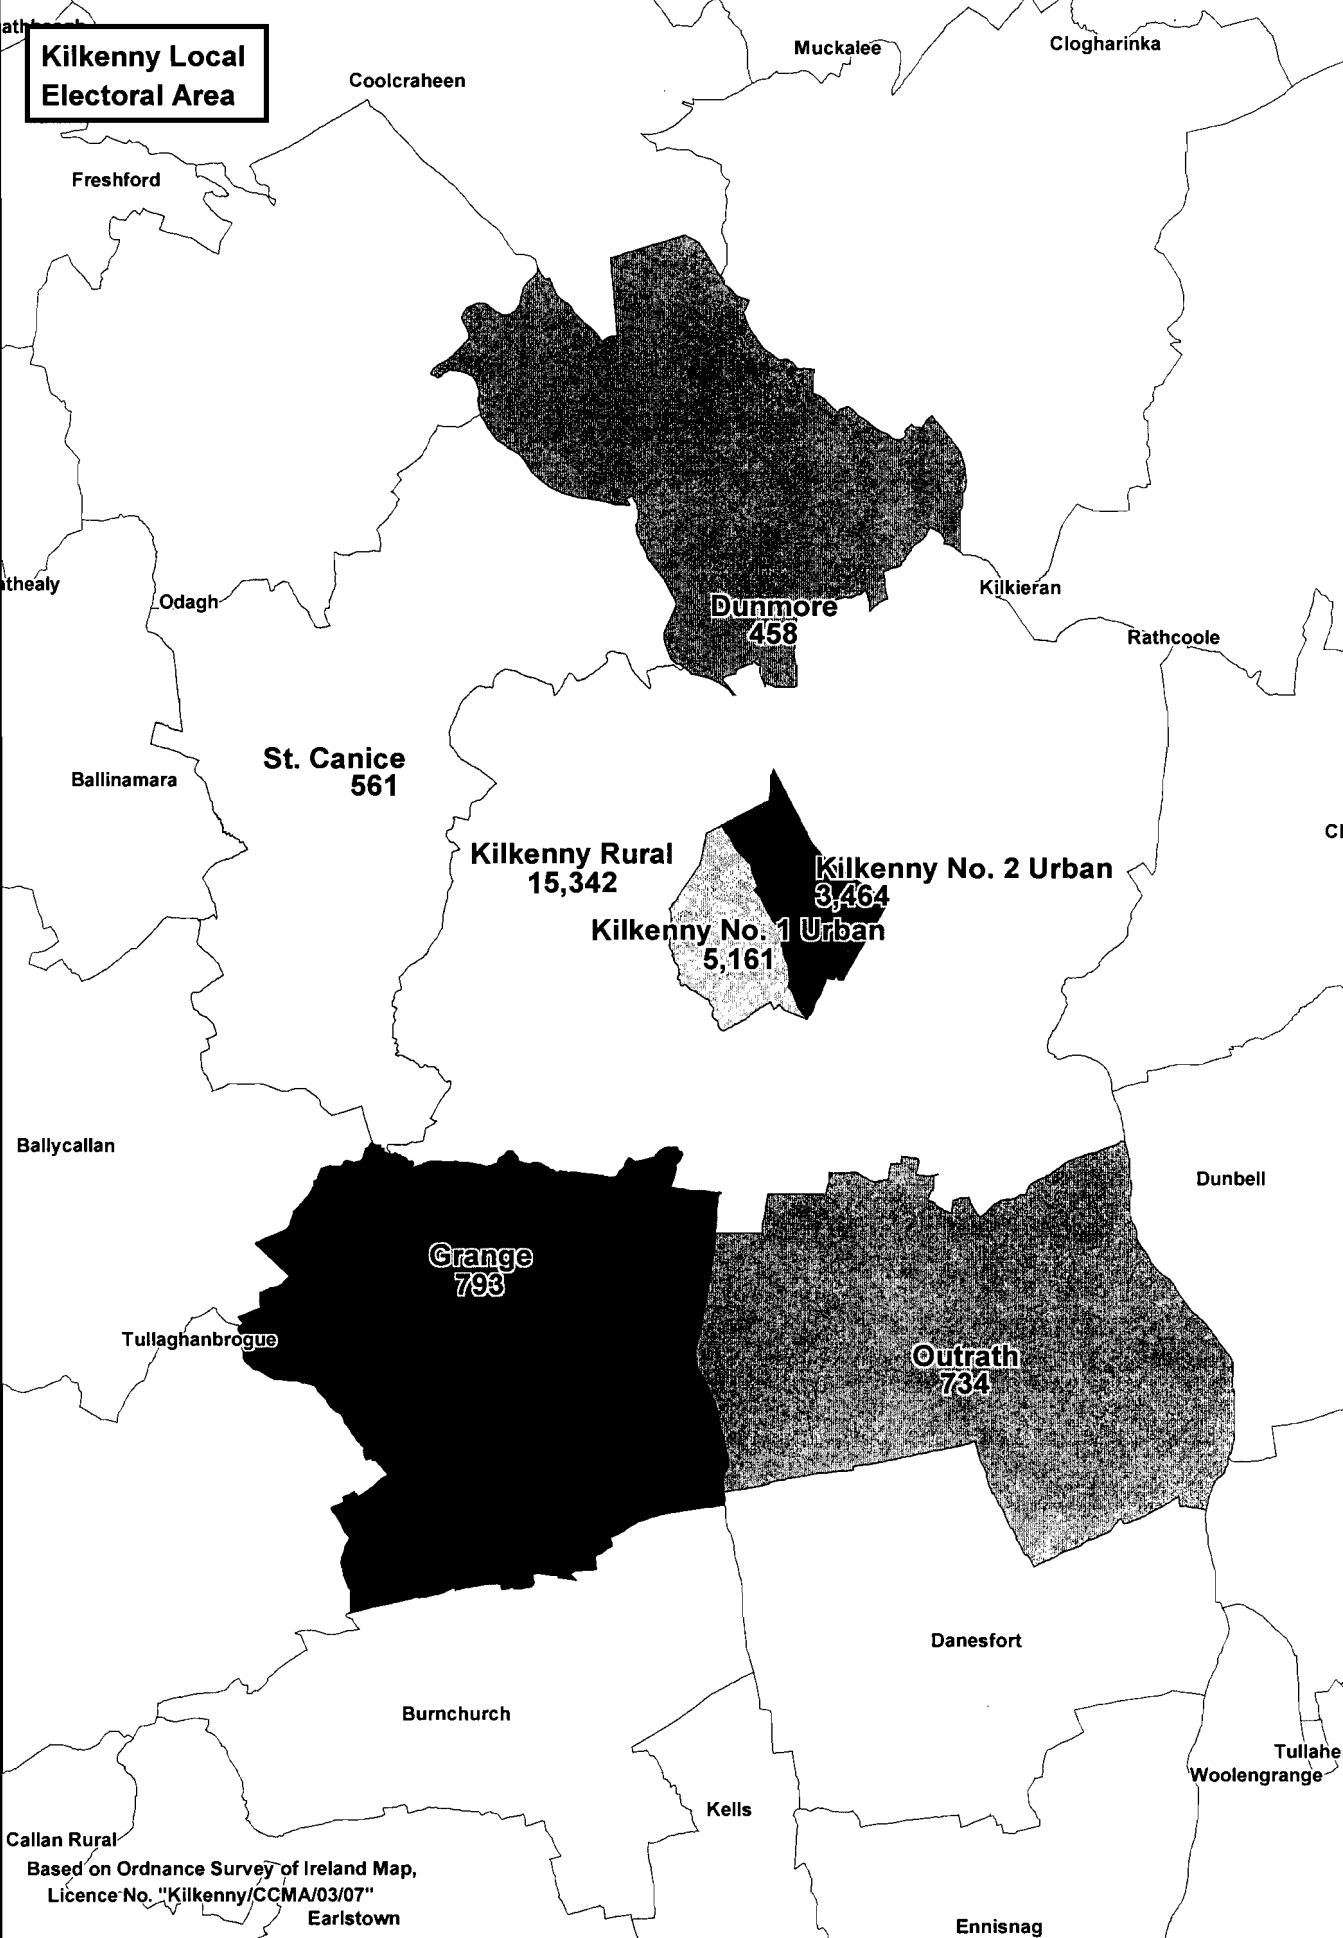 Kilkenny Local
Electoral Area
Muckalee
Clogharinka
Coolcraheen
Freshford
Kilkieran
Odagh
Dunmore
458
Rathcoole
St. Canice
561
Ballinamara
Kilkenny Rural
15,342
Kilkenny No. 2 Urban
3,464
Kilkenny No. 1 Urban
5,161
Ballycallan
Dunbell
Grange
793
Tullaghanbrogue
Outrath
734
Danesfort
Burnchurch
Tullahe
Woolengrange
Kells
Callan Rural
Based on Ordnance Survey of Ireland Map,
Licence No. "Kilkenny/CCMA/03/07"
Earlstown
Ennisnag